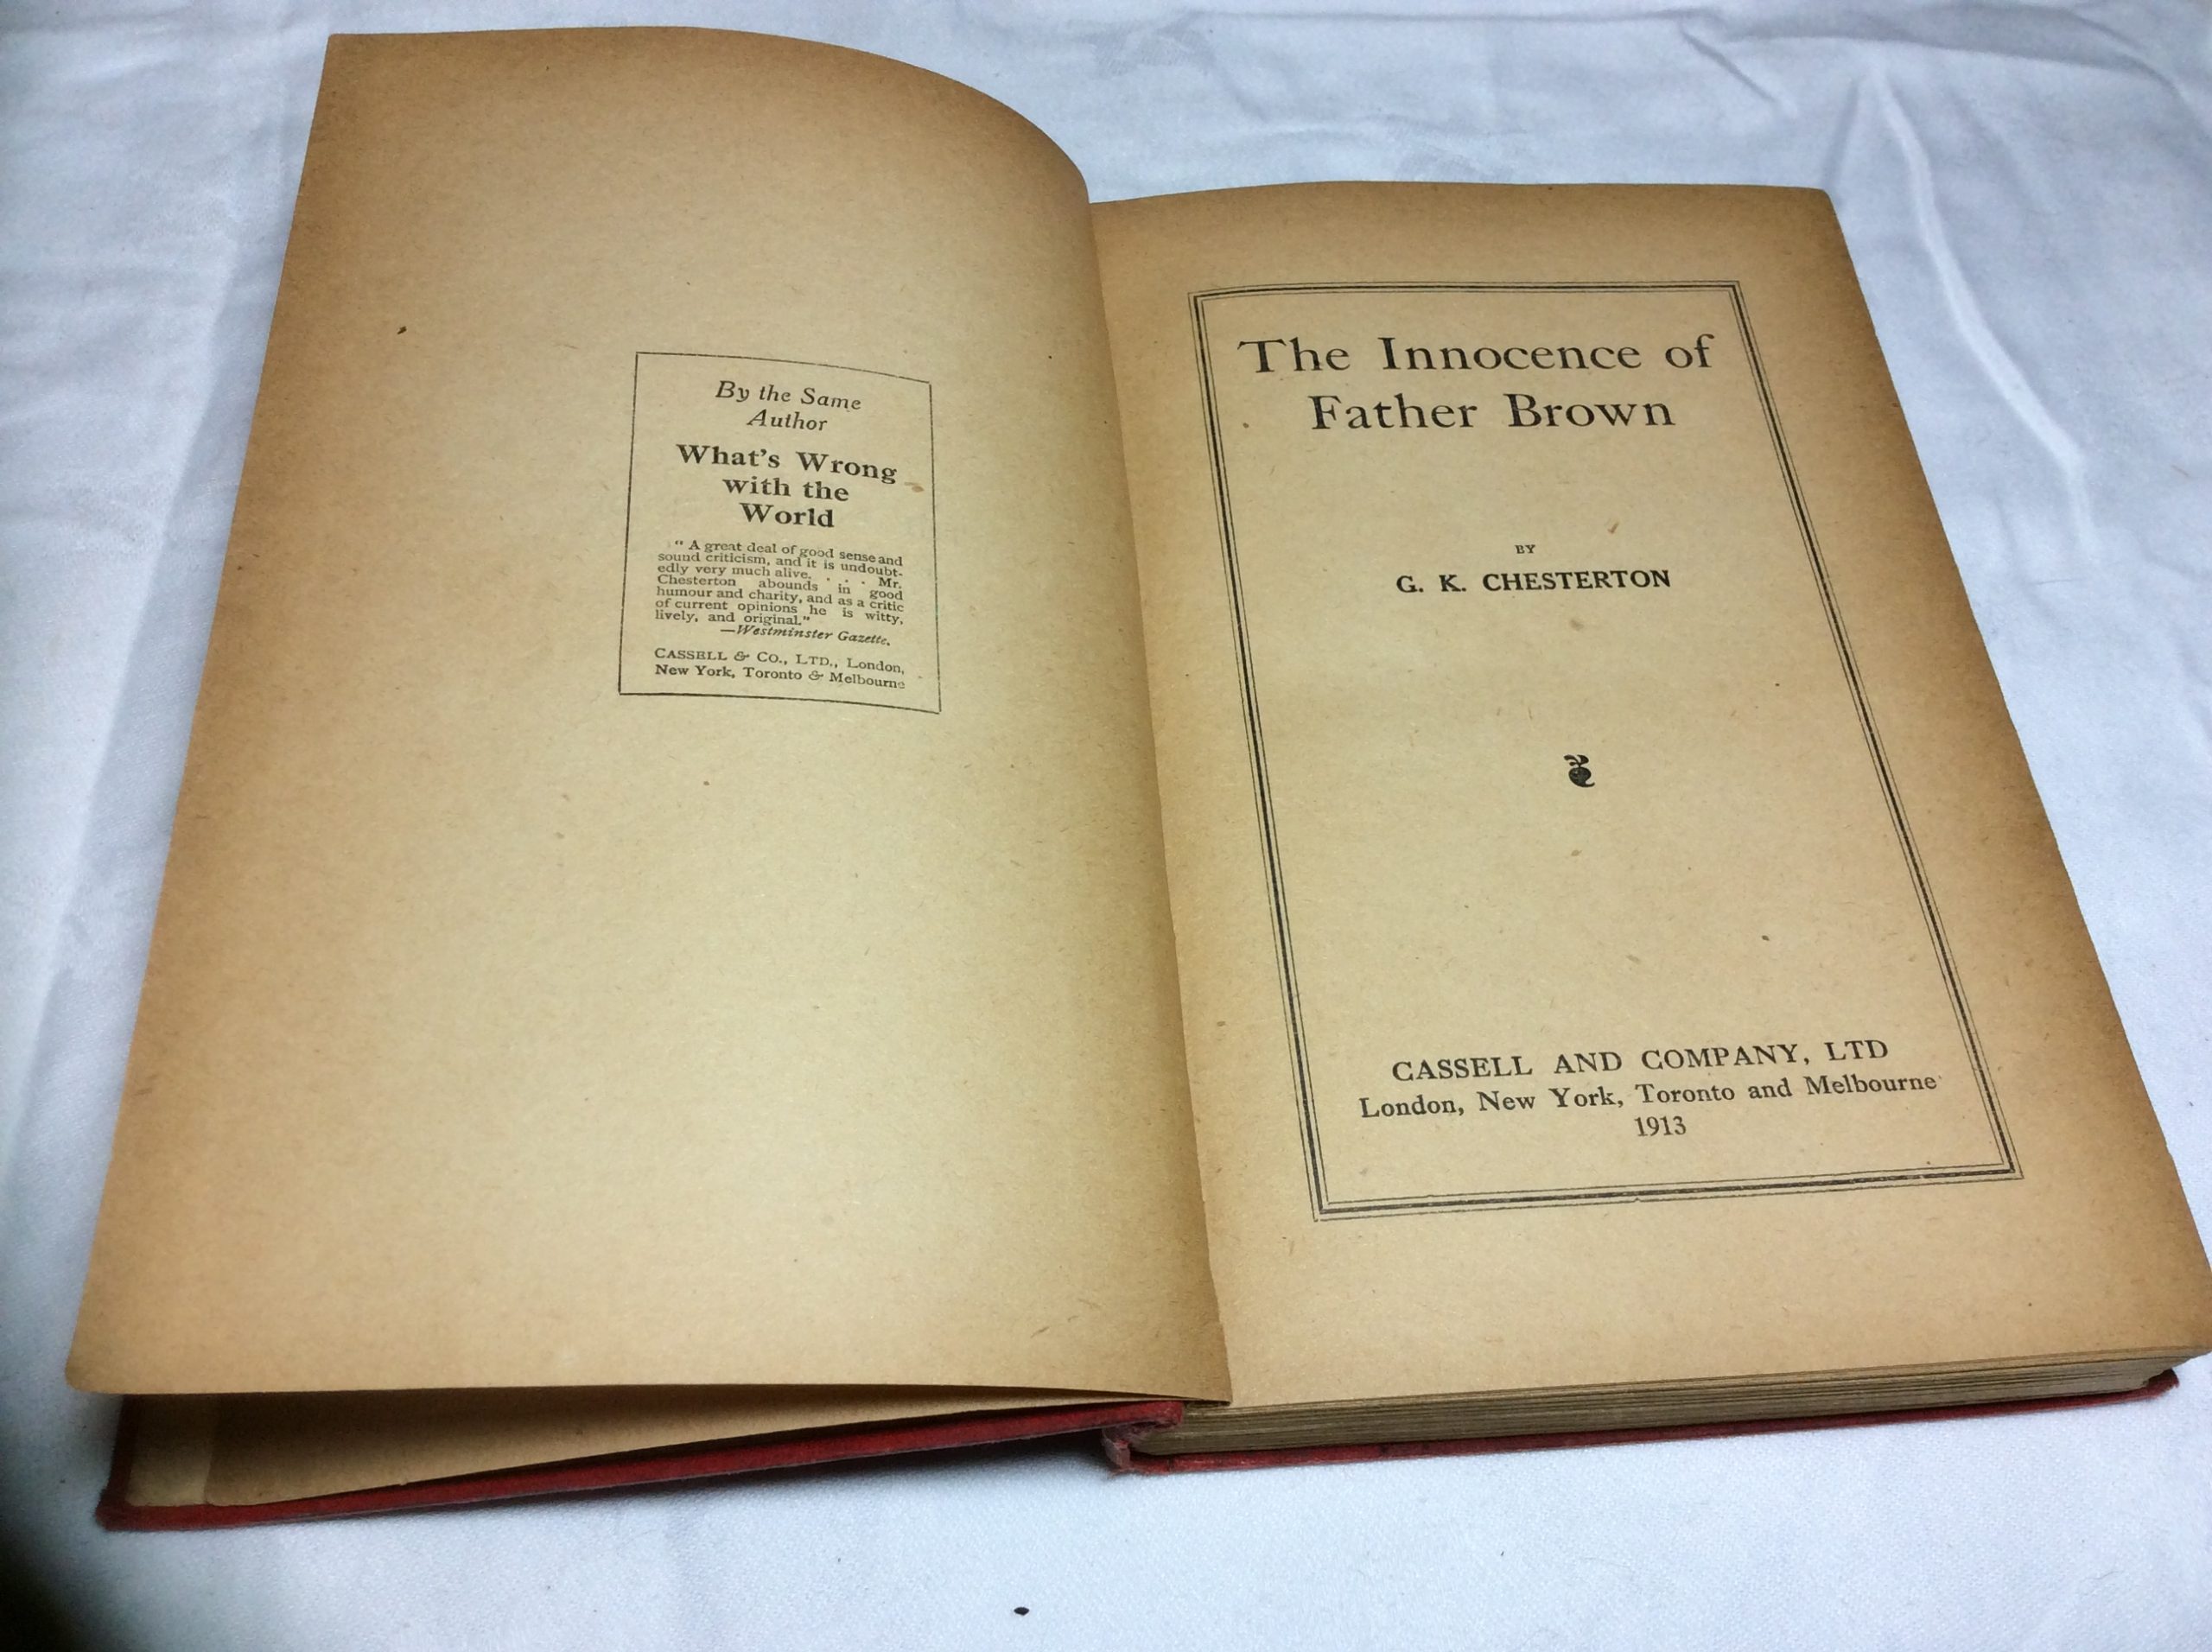 By the Same
Author
What's Wrong
with the
World
" A great deal of good sense and
sound criticism, and it is undoubt-
edly very much alive. . . . Mr.
Chesterton abounds in good
humour and charity, and as a critic
of current opinions he is witty,
lively, and original."
—Westminster Gazette.
CASSELL & CO., LTD., London,
New York, Toronto & Melbourne
The Innocence of
Father Brown
BY
G. K. CHESTERTON
CASSELL AND COMPANY, LTD
London, New York, Toronto and Melbourne
1913